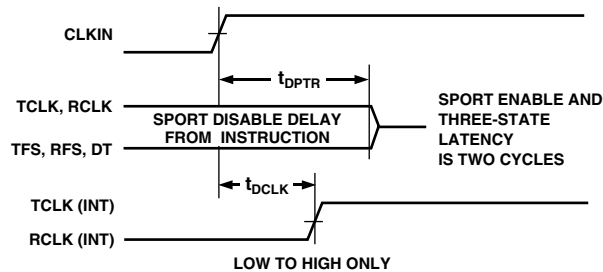 CLKIN
tDPTR
TCLK, RCLK
SPORT DISABLE DELAY
FROM INSTRUCTION
TFS, RFS, DT
SPORT ENABLE AND
THREE-STATE
LATENCY
IS TWO CYCLES
tDCLK
TCLK (INT)
RCLK (INT)
LOW TO HIGH ONLY